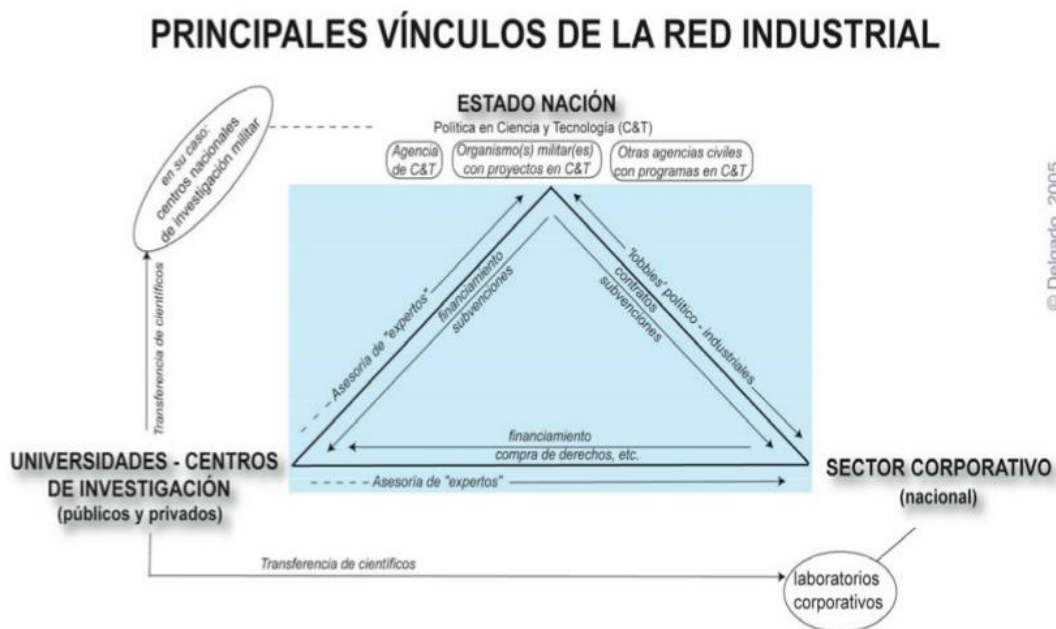 PRINCIPALES VÍNCULOS DE LA RED INDUSTRIAL
ESTADO NACIÓN
Política en Ciencia y Tecnología (C&T)
Agencia
de C&T
Organismo(s) militar(es)
con proyectos en C&T
Otras agencias civiles
con programas en C&T
en su caso:
centros nacionales
de investigación militar
© Delgado, 2005
Transferencia de científicos
Asesoría de "expertos"
financiamiento
subvenciones
'lobbies' político - industriales
contratos
subvenciones
financiamiento
compra de derechos, etc.
Asesoría de "expertos"
UNIVERSIDADES - CENTROS
DE INVESTIGACIÓN
(públicos y privados)
SECTOR CORPORATIVO
(nacional)
Transferencia de científicos
laboratorios
corporativos